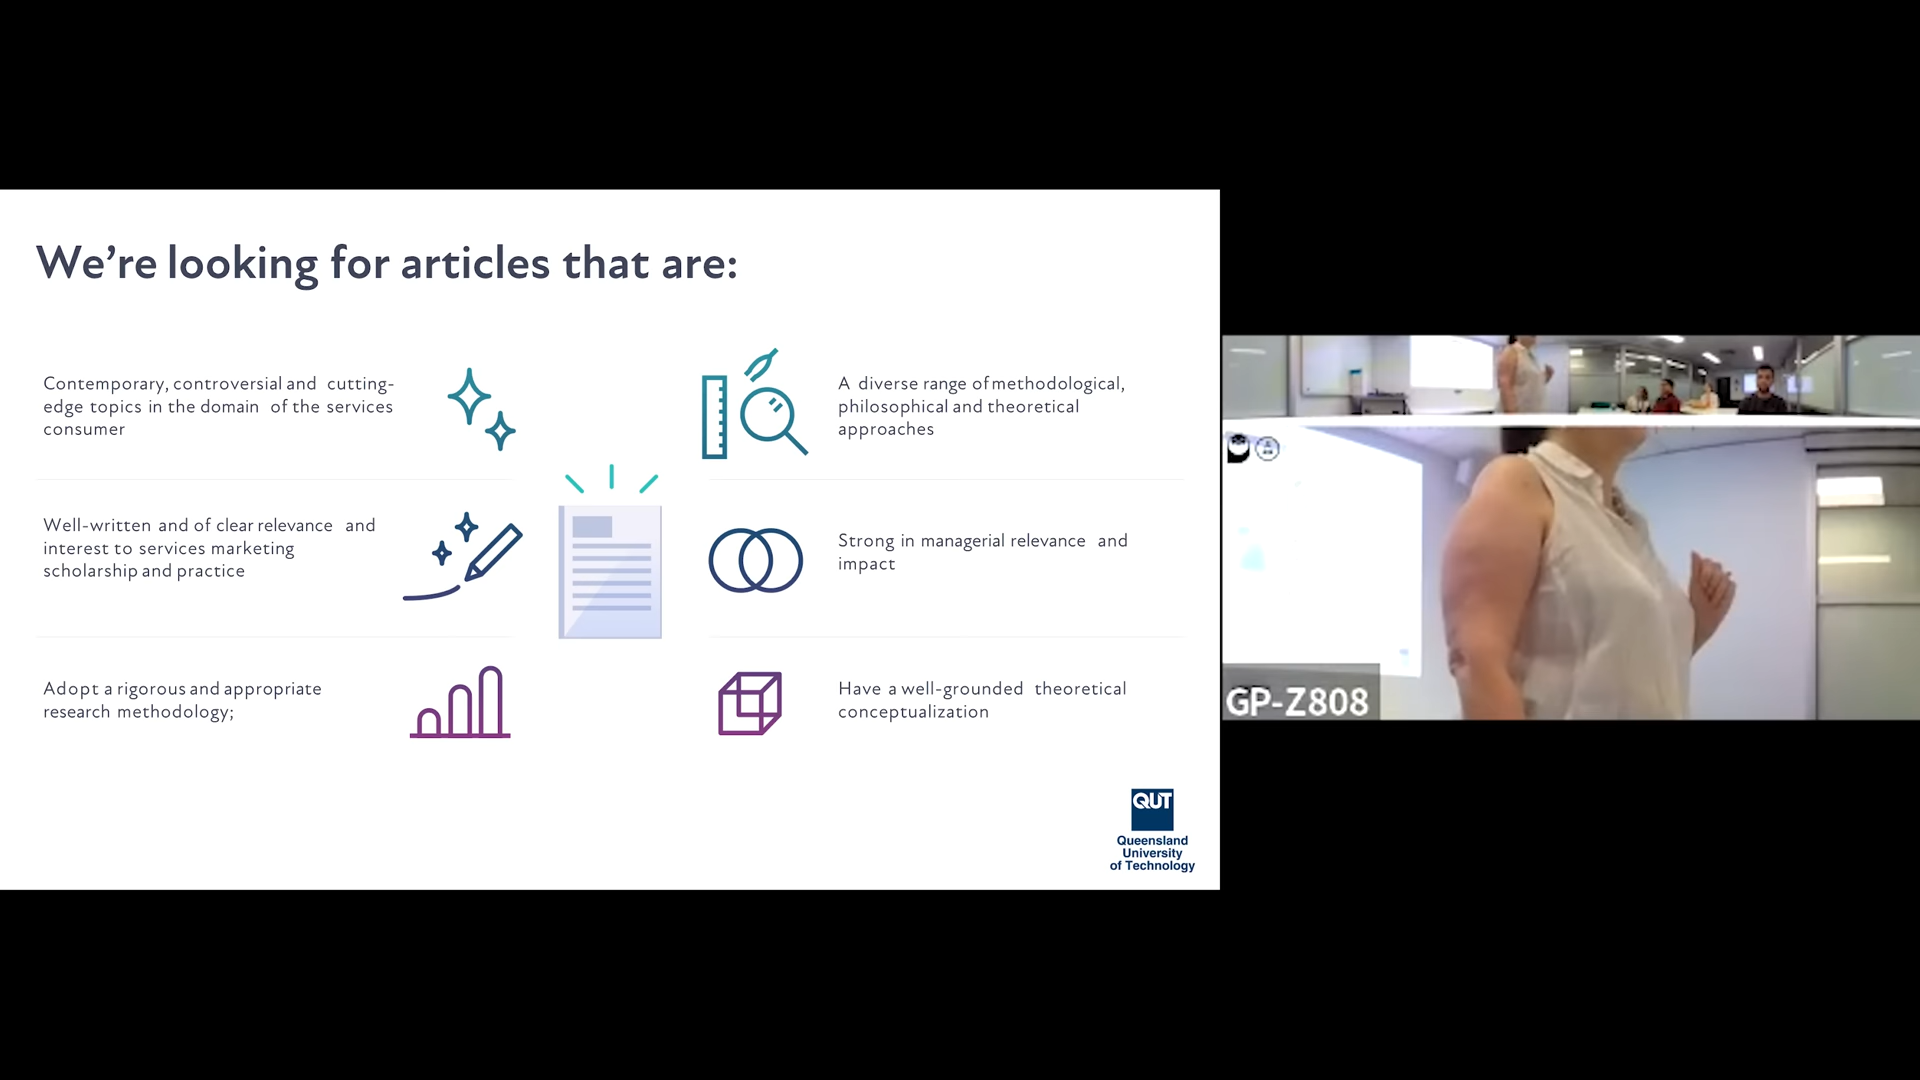 We're looking for articles that are:
Contemporary, controversial and cutting-
edge topics in the domain of the services
consumer
Well-written and of clear relevance and
interest to services marketing
scholarship and practice
Adopt a rigorous and appropriate
research methodology;
A diverse range of methodological,
philosophical and theoretical
approaches
Strong in managerial relevance and
impact
Have a well-grounded theoretical
conceptualization
QUT
Queensland
University
of Technology
GP-Z808